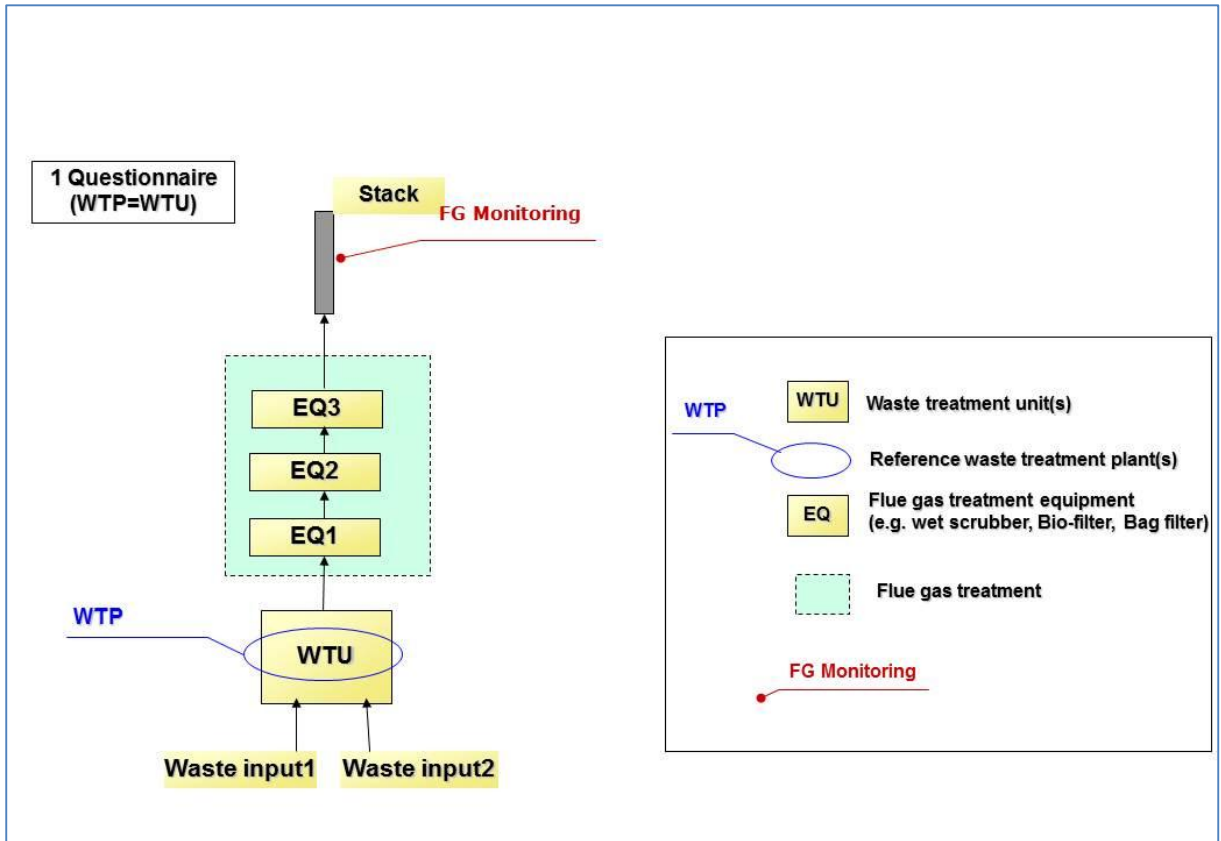 1 Questionnaire
(WTP=WTU)
Stack
FG Monitoring
EQ3
EQ2
EQ1
WTP
WTU
Waste input1
Waste input2
WTP
WTU
Waste treatment unit(s)
Reference waste treatment plant(s)
EQ
Flue gas treatment equipment
(e.g. wet scrubber, Bio-filter, Bag filter)
Flue gas treatment
FG Monitoring